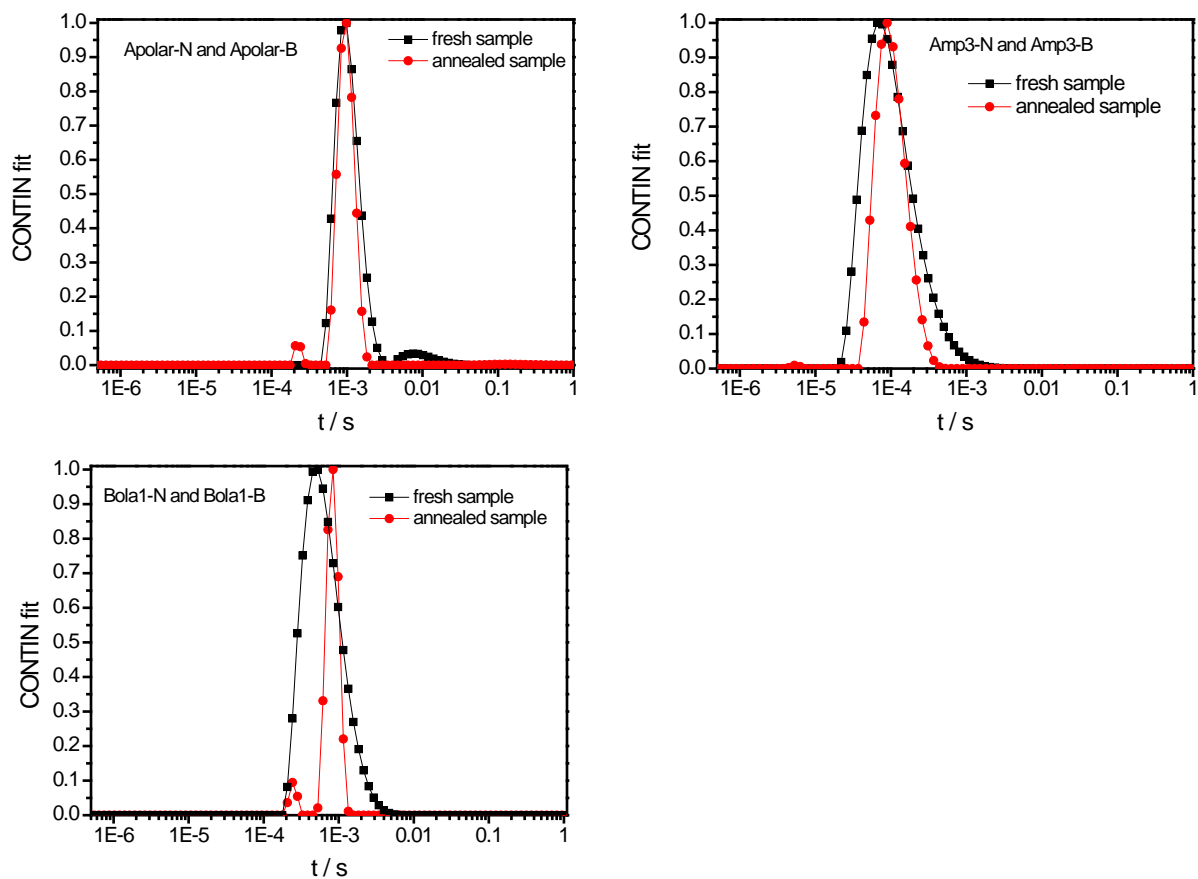 Apolar-N and Apolar-B
fresh sample
annealed sample
CONTIN fit
1.0
0.9
0.8
0.7
0.6
0.5
0.4
0.3
0.2
0.1
0.0
1E-6 1E-5 1E-4 1E-3 0.01 0.1 1
t / s
Amp3-N and Amp3-B
fresh sample
annealed sample
CONTIN fit
1.0
0.9
0.8
0.7
0.6
0.5
0.4
0.3
0.2
0.1
0.0
1E-6 1E-5 1E-4 1E-3 0.01 0.1 1
t / s
Bola1-N and Bola1-B
fresh sample
annealed sample
CONTIN fit
1.0
0.9
0.8
0.7
0.6
0.5
0.4
0.3
0.2
0.1
0.0
1E-6 1E-5 1E-4 1E-3 0.01 0.1 1
t / s